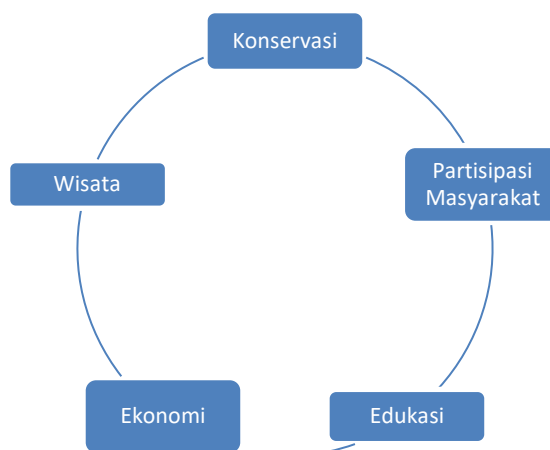 Konservasi
Partisipasi
Masyarakat
Edukasi
Ekonomi
Wisata